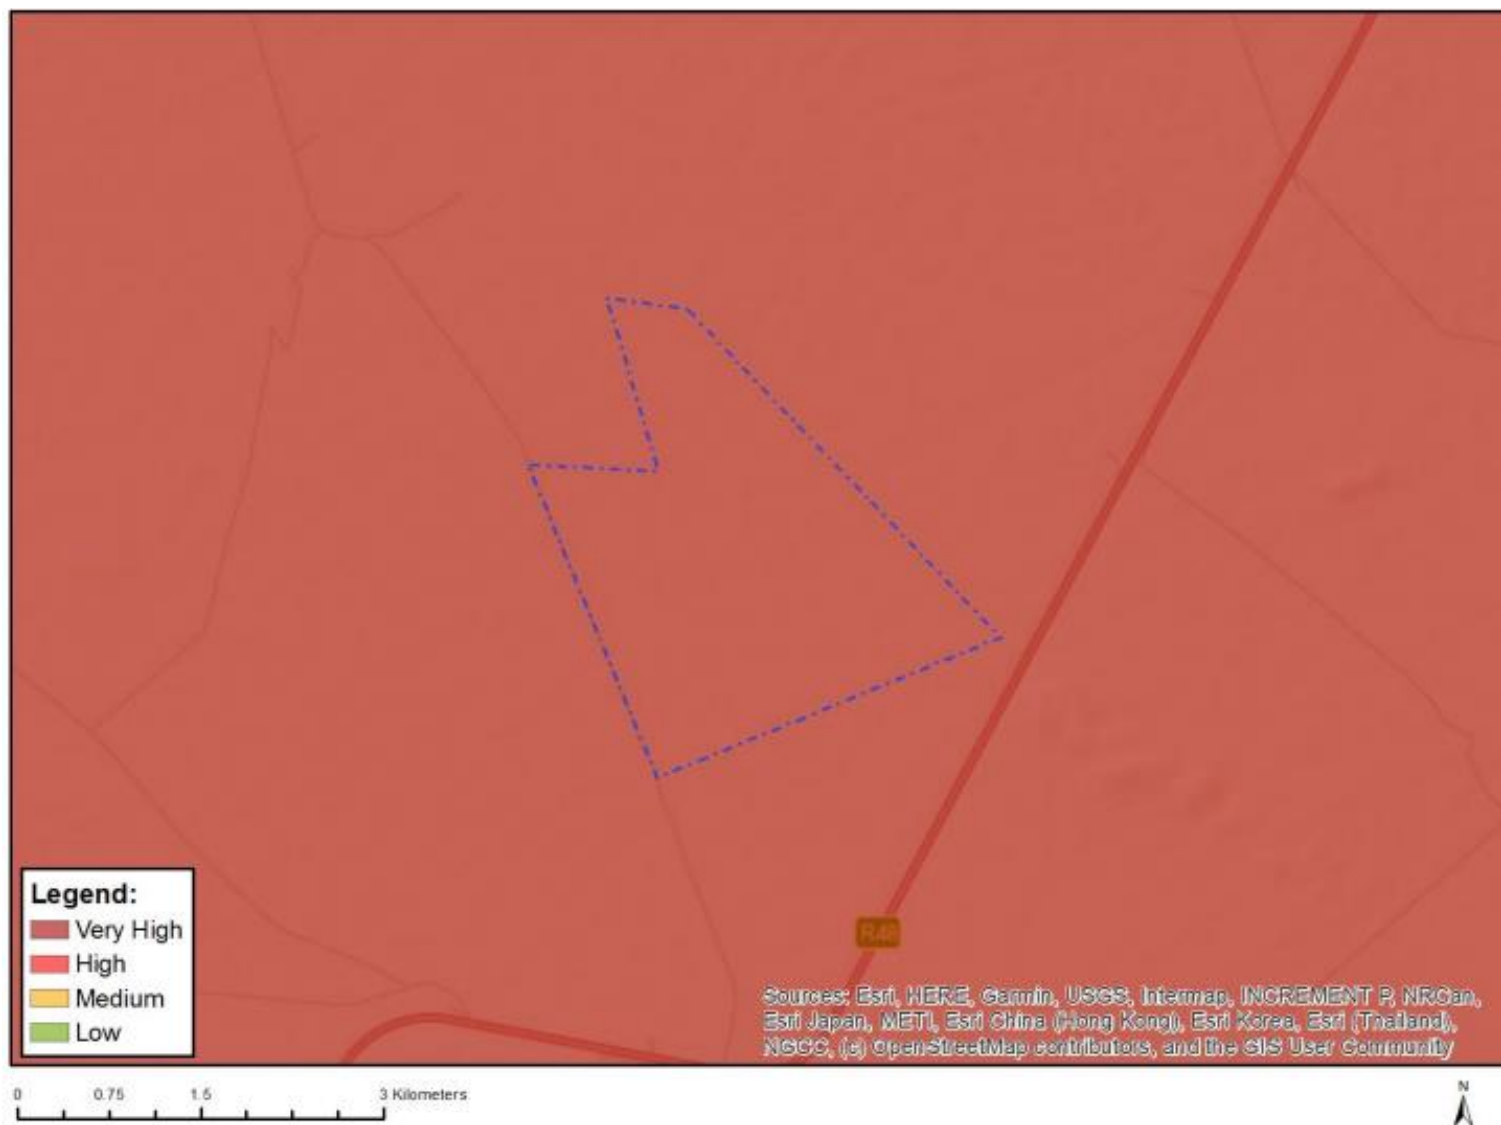 R48
Legend:
Very High
High
Medium
Low
Sources: Esri, HERE, Garmin, USGS, Intermap, INCREMENT P, NRCan,
Esri Japan, METI, Esri China (Hong Kong), Esri Korea, Esri (Thailand),
NGCC, (c) OpenStreetMap contributors, and the GIS User Community
0 0.75 1.5 3 Kilometers
N